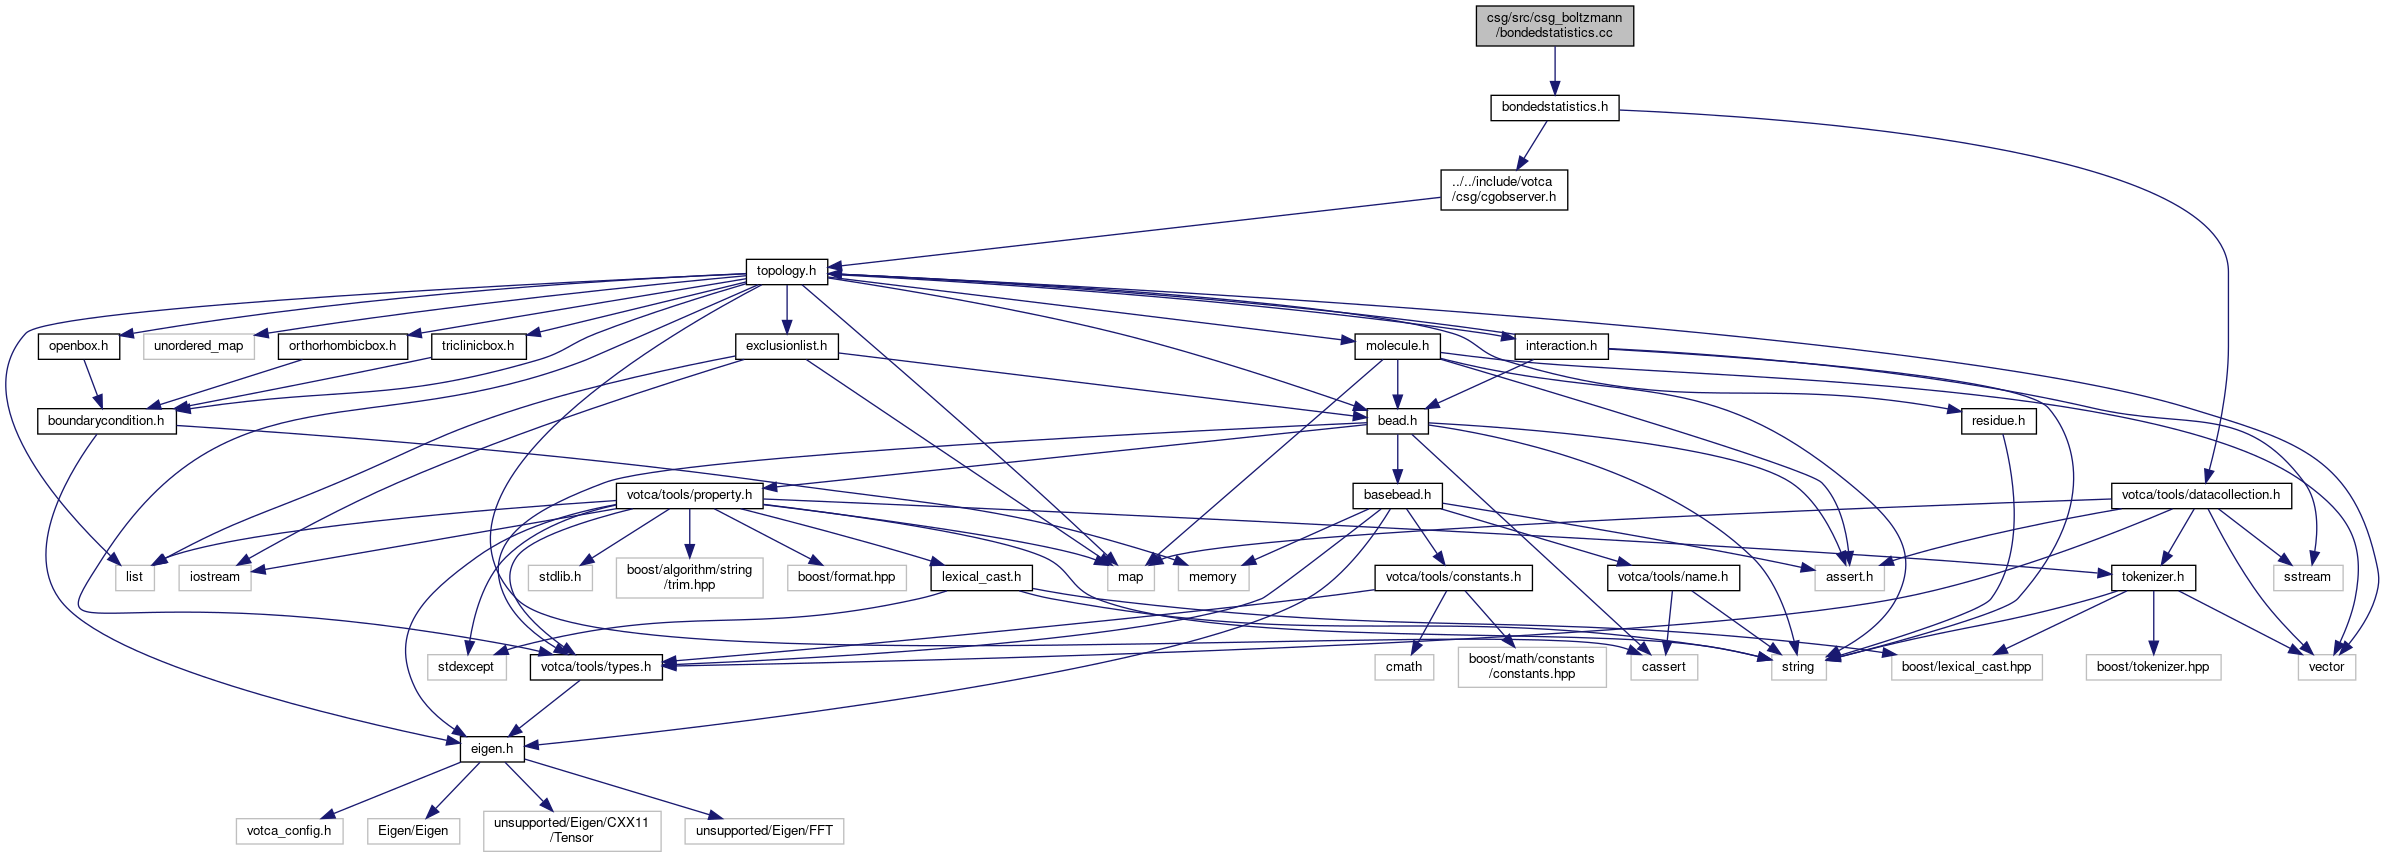 csg/src/csg_boltzmann
/bondedstatistics.cc
bondedstatistics.h
../../include/votca
/csg/cgobserver.h
topology.h
openbox.h
unordered_map
orthorhombicbox.h
triclinicbox.h
exclusionlist.h
molecule.h
interaction.h
boundarycondition.h
bead.h
residue.h
votca/tools/property.h
basebead.h
votca/tools/datacollection.h
list
iostream
stdlib.h
boost/algorithm/string
/trim.hpp
boost/format.hpp
lexical_cast.h
map
memory
votca/tools/constants.h
votca/tools/name.h
assert.h
tokenizer.h
sstream
stdexcept
votca/tools/types.h
cmath
boost/math/constants
/constants.hpp
cassert
string
boost/lexical_cast.hpp
boost/tokenizer.hpp
vector
eigen.h
votca_config.h
Eigen/Eigen
unsupported/Eigen/CXX11
/Tensor
unsupported/Eigen/FFT